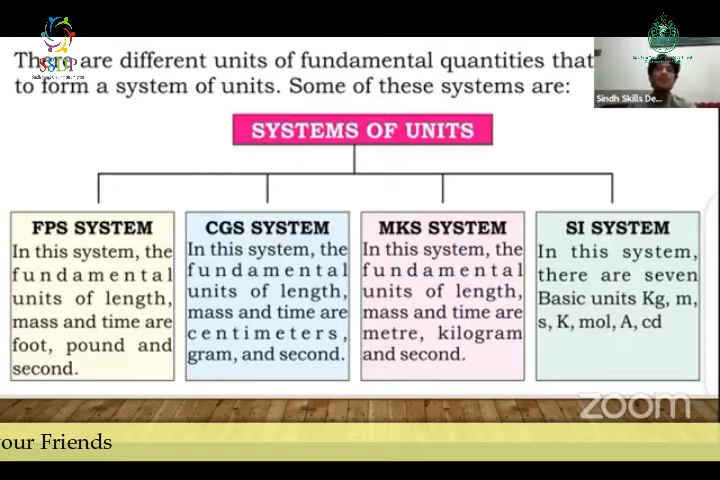 There are different units of fundamental quantities that
to form a system of units. Some of these systems are:
SSDP
Sindh Skills De...
SYSTEMS OF UNITS
FPS SYSTEM
In this system, the
fundamental
units of length,
mass and time are
foot, pound and
second.
CGS SYSTEM
In this system, the
fundamental
units of length,
mass and time are
centimeters,
gram, and second.
MKS SYSTEM
In this system, the
fundamental
units of length,
mass and time are
metre, kilogram
and second.
SI SYSTEM
In this system,
there are seven
Basic units Kg, m,
s, K, mol, A, cd
zoom
your Friends